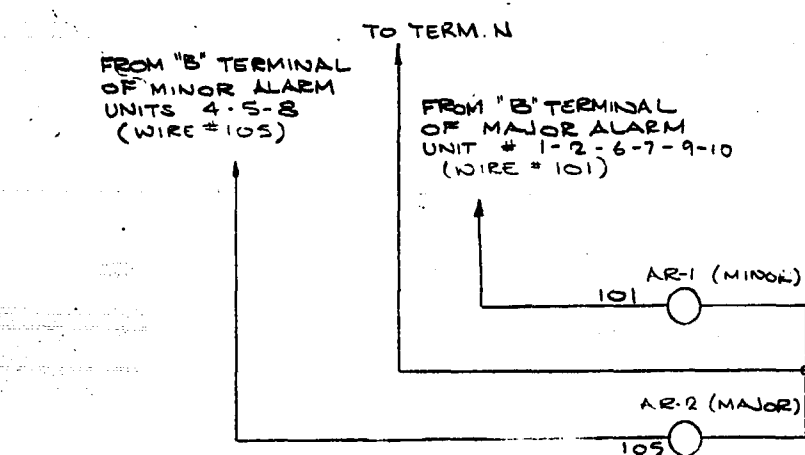 TO TERM. N
FROM "B" TERMINAL
OF MINOR ALARM
UNITS 4-5-8
(WIRE #105)
FROM "B" TERMINAL
OF MAJOR ALARM
UNIT # 1-2-6-7-9-10
(WIRE # 101)
AR-1 (MINOR)
101
AR-2 (MAJOR)
105